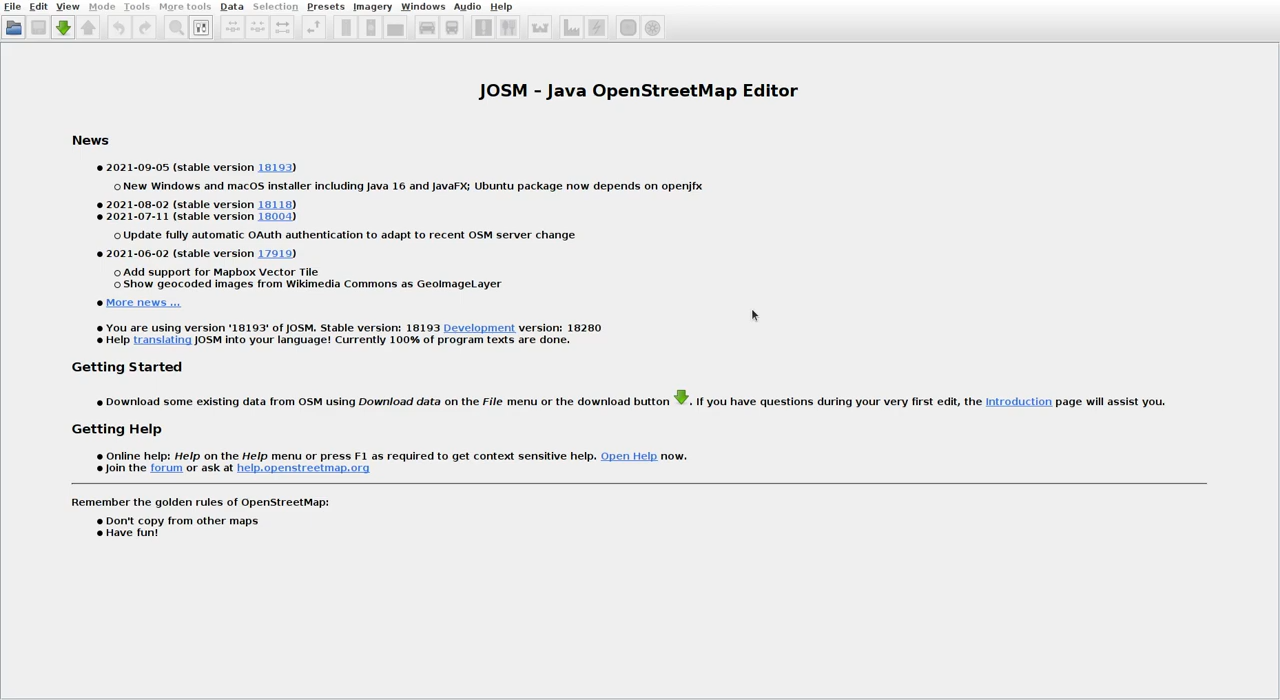 File Edit View Mode Tools More tools Data Selection Presets Imagery Windows Audio Help
JOSM – Java OpenStreetMap Editor
News
2021-09-05 (stable version 18193)
New Windows and macOS installer including Java 16 and JavaFX; Ubuntu package now depends on openjfx
2021-08-02 (stable version 18118)
2021-07-11 (stable version 18004)
Update fully automatic OAuth authentication to adapt to recent OSM server change
2021-06-02 (stable version 17919)
Add support for Mapbox Vector Tile
Show geocoded images from Wikimedia Commons as GeoImageLayer
More news ...
You are using version '18193' of JOSM. Stable version: 18193 Development version: 18280
Help translating JOSM into your language! Currently 100% of program texts are done.
Getting Started
Download some existing data from OSM using Download data on the File menu or the download button . If you have questions during your very first edit, the Introduction page will assist you.
Getting Help
Online help: Help on the Help menu or press F1 as required to get context sensitive help. Open Help now.
Join the forum or ask at help.openstreetmap.org
Remember the golden rules of OpenStreetMap:
Don't copy from other maps
Have fun!